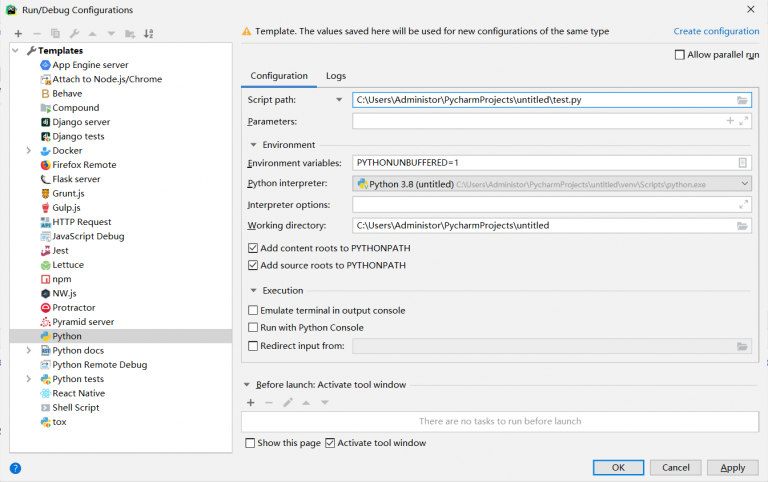 Run/Debug Configurations
Templates
App Engine server
Attach to Node.js/Chrome
Behave
Compound
Django server
Django tests
Docker
Firefox Remote
Flask server
Grunt.js
Gulp.js
HTTP Request
JavaScript Debug
Jest
Lettuce
npm
NW.js
Protractor
Pyramid server
Python
Python docs
Python Remote Debug
Python tests
React Native
Shell Script
tox
Template. The values saved here will be used for new configurations of the same type
Create configuration
Allow parallel run
Configuration Logs
Script path: C:\Users\Administor\PycharmProjects\untitled\test.py
Parameters:
Environment
Environment variables: PYTHONUNBUFFERED=1
Python interpreter: Python 3.8 (untitled) C:\Users\Administor\PycharmProjects\untitled\venv\Scripts\python.exe
Interpreter options:
Working directory: C:\Users\Administor\PycharmProjects\untitled
Add content roots to PYTHONPATH
Add source roots to PYTHONPATH
Execution
Emulate terminal in output console
Run with Python Console
Redirect input from:
Before launch: Activate tool window
There are no tasks to run before launch
Show this page Activate tool window
? OK Cancel Apply